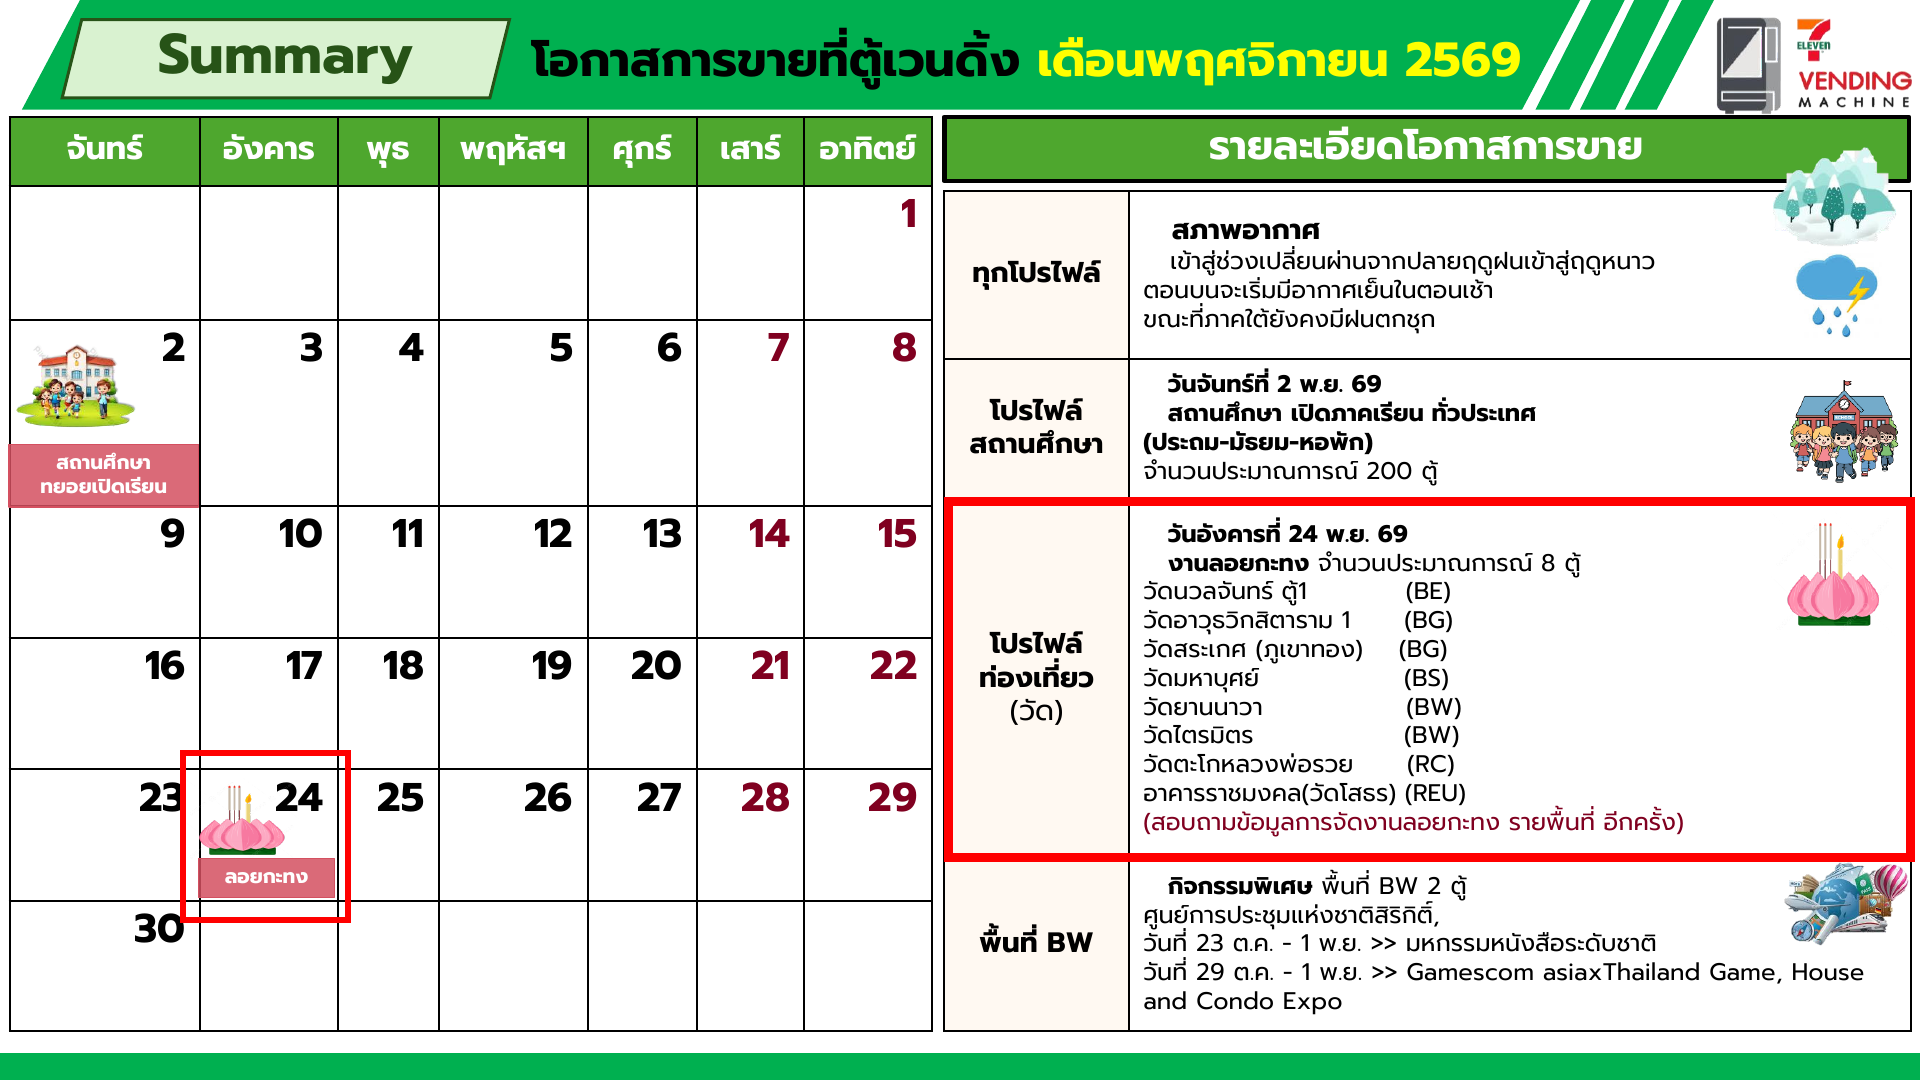 Summary
โอกาสการขายที่ตู้เวนดิ้ง เดือนพฤศจิกายน 2569
7
ELEVEN
VENDING
MACHINE
จันทร์ อังคาร พุธ พฤหัสฯ ศุกร์ เสาร์ อาทิตย์
1
2 3 4 5 6 7 8
สถานศึกษา
ทยอยเปิดเรียน
9 10 11 12 13 14 15
16 17 18 19 20 21 22
23 24 25 26 27 28 29
ลอยกะทง
30
รายละเอียดโอกาสการขาย
ทุกโปรไฟล์
สภาพอากาศ
เข้าสู่ช่วงเปลี่ยนผ่านจากปลายฤดูฝนเข้าสู่ฤดูหนาว
ตอนบนจะเริ่มมีอากาศเย็นในตอนเช้า
ขณะที่ภาคใต้ยังคงมีฝนตกชุก
โปรไฟล์
สถานศึกษา
วันจันทร์ที่ 2 พ.ย. 69
สถานศึกษา เปิดภาคเรียน ทั่วประเทศ
(ประถม-มัธยม-หอพัก)
จำนวนประมาณการณ์ 200 ตู้
โปรไฟล์
ท่องเที่ยว
(วัด)
วันอังคารที่ 24 พ.ย. 69
งานลอยกะทง จำนวนประมาณการณ์ 8 ตู้
วัดนวลจันทร์ ตู้1 (BE)
วัดอาวุธวิกสิตาราม 1 (BG)
วัดสระเกศ (ภูเขาทอง) (BG)
วัดมหาบุศย์ (BS)
วัดยานนาวา (BW)
วัดไตรมิตร (BW)
วัดตะโกหลวงพ่อรวย (RC)
อาคารราชมงคล(วัดโสธร) (REU)
(สอบถามข้อมูลการจัดงานลอยกะทง รายพื้นที่ อีกครั้ง)
พื้นที่ BW
กิจกรรมพิเศษ พื้นที่ BW 2 ตู้
ศูนย์การประชุมแห่งชาติสิริกิติ์,
วันที่ 23 ต.ค. - 1 พ.ย. >> มหกรรมหนังสือระดับชาติ
วันที่ 29 ต.ค. - 1 พ.ย. >> Gamescom asiaxThailand Game, House
and Condo Expo